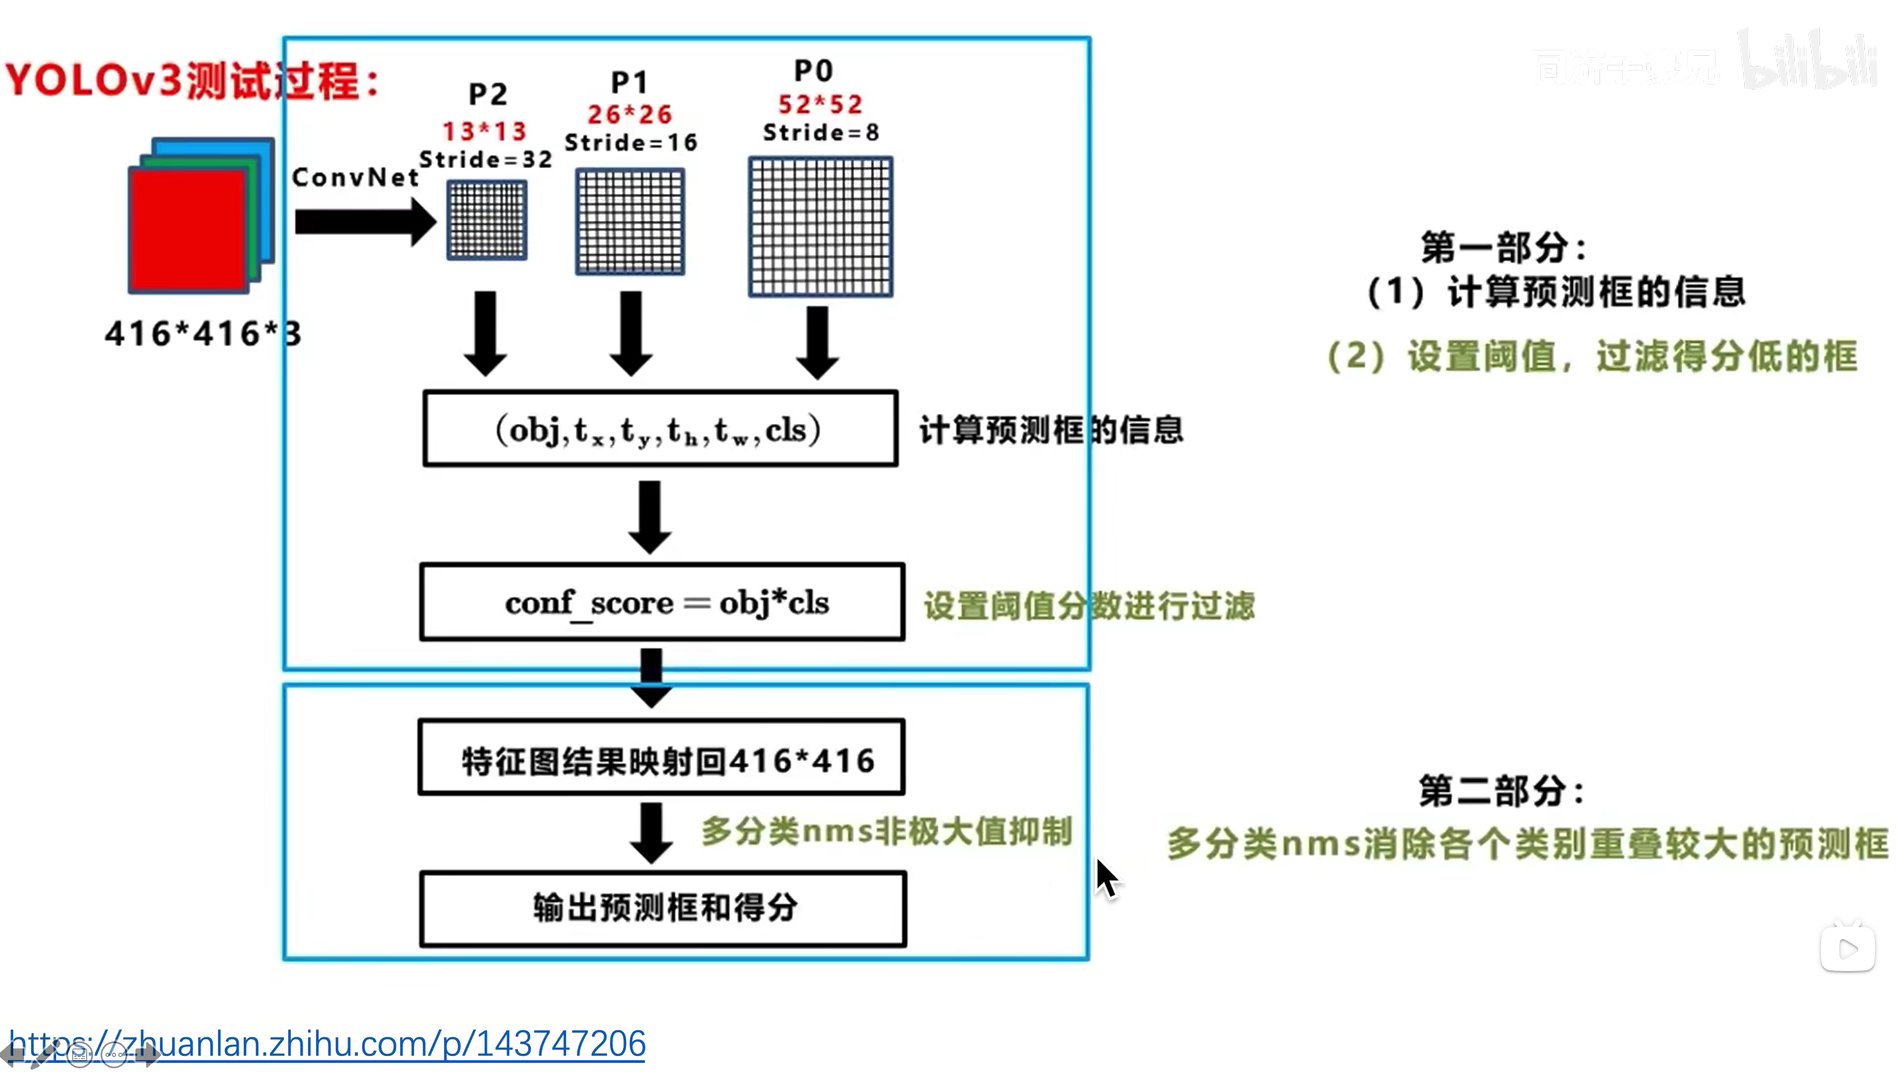 YOLOv3测试过程：
P2
13*13
Stride=32
P1
26*26
Stride=16
P0
52*52
Stride=8
ConvNet
416*416*3
(obj,tx,ty,th,tw,cls)
计算预测框的信息
conf_score = obj*cls
设置阈值分数进行过滤
特征图结果映射回416*416
多分类nms非极大值抑制
输出预测框和得分
第一部分：
（1）计算预测框的信息
（2）设置阈值，过滤得分低的框
第二部分：
多分类nms消除各个类别重叠较大的预测框
bilibili
https://zhuanlan.zhihu.com/p/143747206